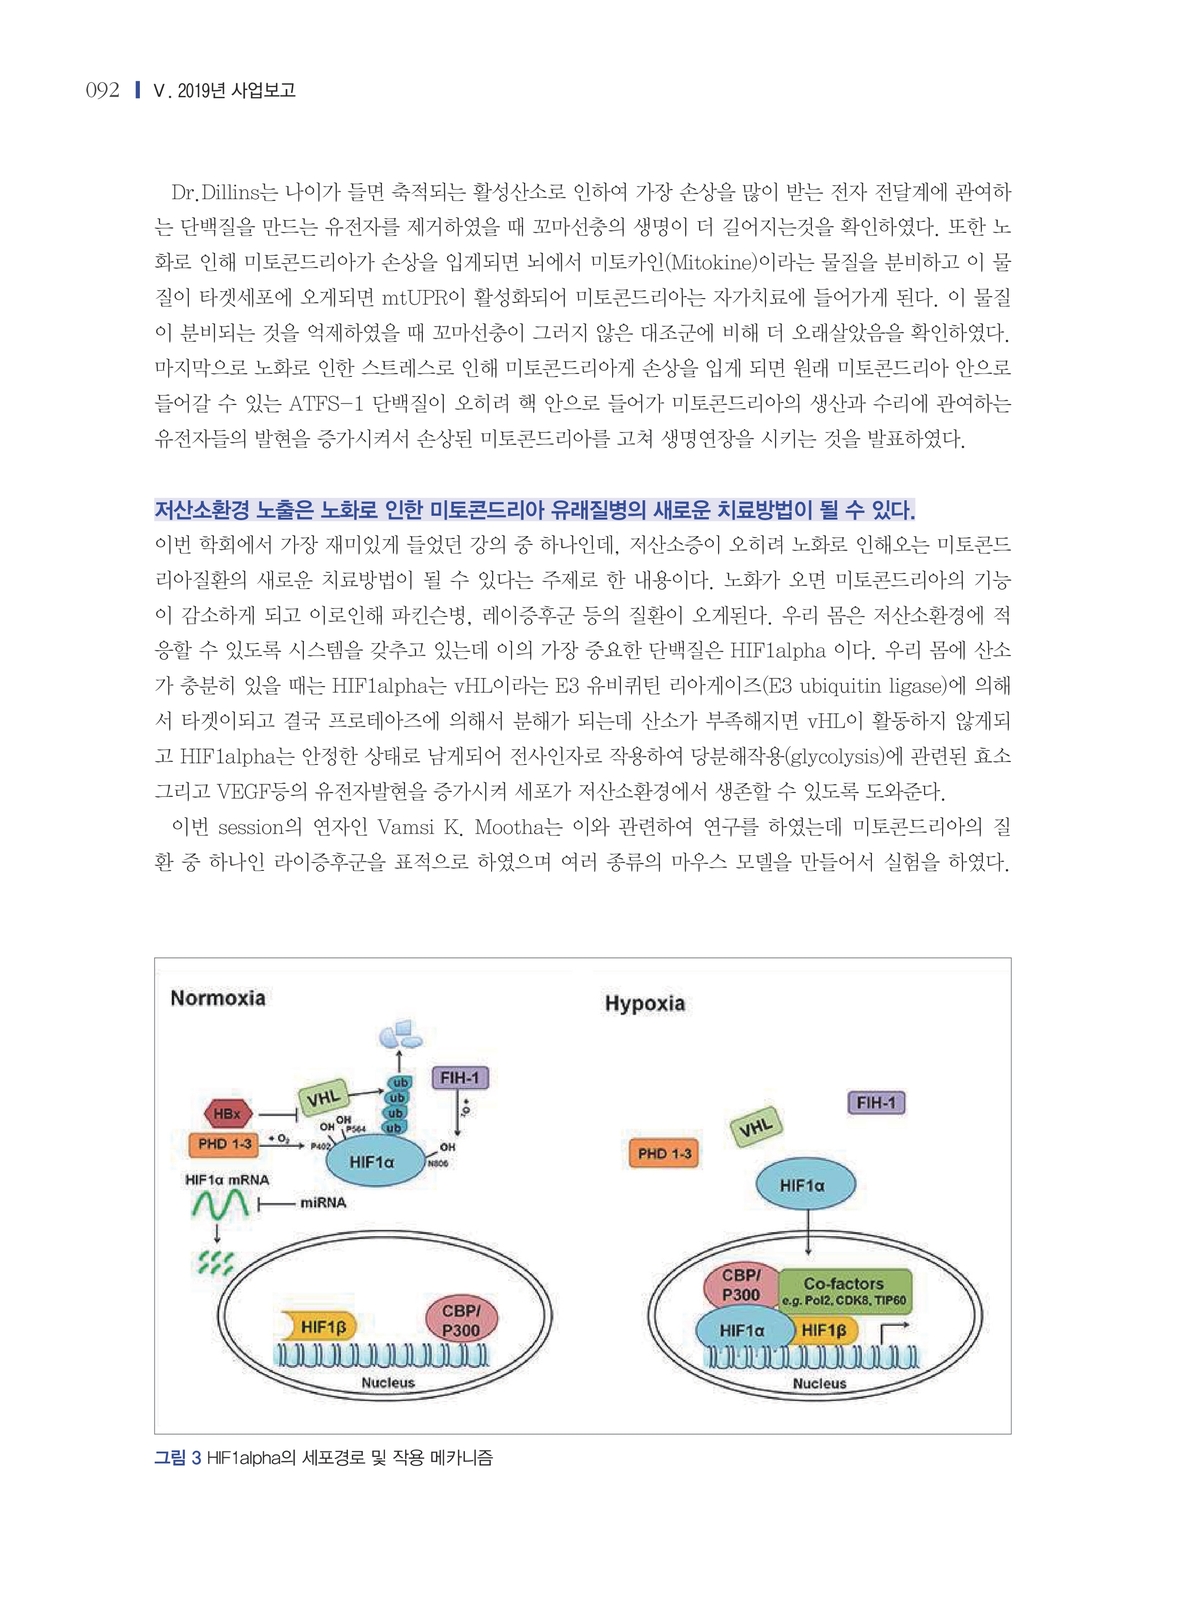 092 Ⅴ. 2019년 사업보고
Dr.Dillins는 나이가 들면 축적되는 활성산소로 인하여 가장 손상을 많이 받는 전자 전달계에 관여하
는 단백질을 만드는 유전자를 제거하였을 때 꼬마선충의 생명이 더 길어지는것을 확인하였다. 또한 노
화로 인해 미토콘드리아가 손상을 입게되면 뇌에서 미토카인(Mitokine)이라는 물질을 분비하고 이 물
질이 타겟세포에 오게되면 mtUPR이 활성화되어 미토콘드리아는 자가치료에 들어가게 된다. 이 물질
이 분비되는 것을 억제하였을 때 꼬마선충이 그러지 않은 대조군에 비해 더 오래살았음을 확인하였다.
마지막으로 노화로 인한 스트레스로 인해 미토콘드리아게 손상을 입게 되면 원래 미토콘드리아 안으로
들어갈 수 있는 ATFS-1 단백질이 오히려 핵 안으로 들어가 미토콘드리아의 생산과 수리에 관여하는
유전자들의 발현을 증가시켜서 손상된 미토콘드리아를 고쳐 생명연장을 시키는 것을 발표하였다.
저산소환경 노출은 노화로 인한 미토콘드리아 유래질병의 새로운 치료방법이 될 수 있다.
이번 학회에서 가장 재미있게 들었던 강의 중 하나인데, 저산소증이 오히려 노화로 인해오는 미토콘드
리아질환의 새로운 치료방법이 될 수 있다는 주제로 한 내용이다. 노화가 오면 미토콘드리아의 기능
이 감소하게 되고 이로인해 파킨슨병, 레이증후군 등의 질환이 오게된다. 우리 몸은 저산소환경에 적
응할 수 있도록 시스템을 갖추고 있는데 이의 가장 중요한 단백질은 HIF1alpha 이다. 우리 몸에 산소
가 충분히 있을 때는 HIF1alpha는 vHL이라는 E3 유비퀴틴 리아게이즈(E3 ubiquitin ligase)에 의해
서 타겟이되고 결국 프로테아즈에 의해서 분해가 되는데 산소가 부족해지면 vHL이 활동하지 않게되
고 HIF1alpha는 안정한 상태로 남게되어 전사인자로 작용하여 당분해작용(glycolysis)에 관련된 효소
그리고 VEGF등의 유전자발현을 증가시켜 세포가 저산소환경에서 생존할 수 있도록 도와준다.
이번 session의 연자인 Vamsi K. Mootha는 이와 관련하여 연구를 하였는데 미토콘드리아의 질
환 중 하나인 라이증후군을 표적으로 하였으며 여러 종류의 마우스 모델을 만들어서 실험을 하였다.
Normoxia
ub
ub
ub
ub
FIH-1
+ O₂
VHL
HBx
PHD 1-3
+ O₂
OH
OH
P402
P564
HIF1α
OH
N806
HIF1α mRNA
miRNA
HIF1β
CBP/
P300
Nucleus
Hypoxia
FIH-1
VHL
PHD 1-3
HIF1α
CBP/
P300
Co-factors
e.g. Pol2, CDK8, TIP60
HIF1α
HIF1β
Nucleus
그림 3 HIF1alpha의 세포경로 및 작용 메카니즘